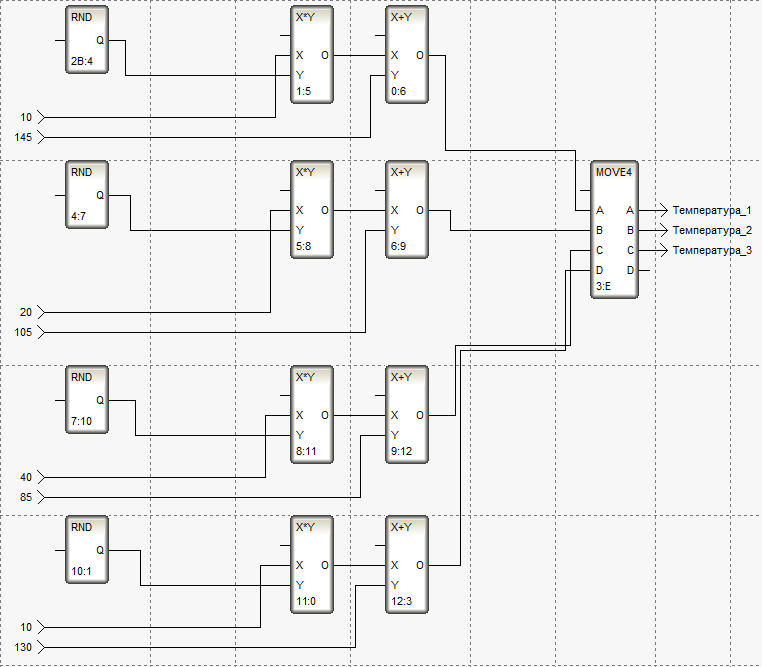 RND
Q
2B:4
X*Y
X O
Y
1:5
X+Y
X O
Y
0:6
10
145
RND
Q
4:7
X*Y
X O
Y
5:8
X+Y
X O
Y
6:9
20
105
MOVE4
A A
B B
C C
D D
3:E
Температура_1
Температура_2
Температура_3
RND
Q
7:10
X*Y
X O
Y
8:11
X+Y
X O
Y
9:12
40
85
RND
Q
10:1
X*Y
X O
Y
11:0
X+Y
X O
Y
12:3
10
130